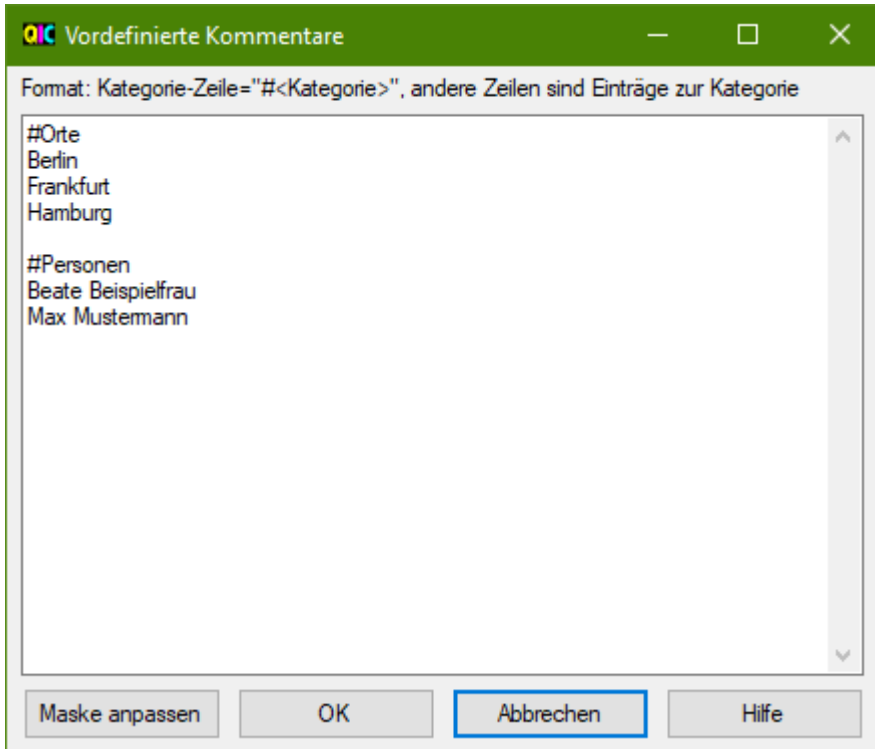 QIC Vordefinierte Kommentare
Format: Kategorie-Zeile="#<Kategorie>", andere Zeilen sind Einträge zur Kategorie
#Orte
Berlin
Frankfurt
Hamburg
#Personen
Beate Beispielfrau
Max Mustermann
Maske anpassen OK Abbrechen Hilfe